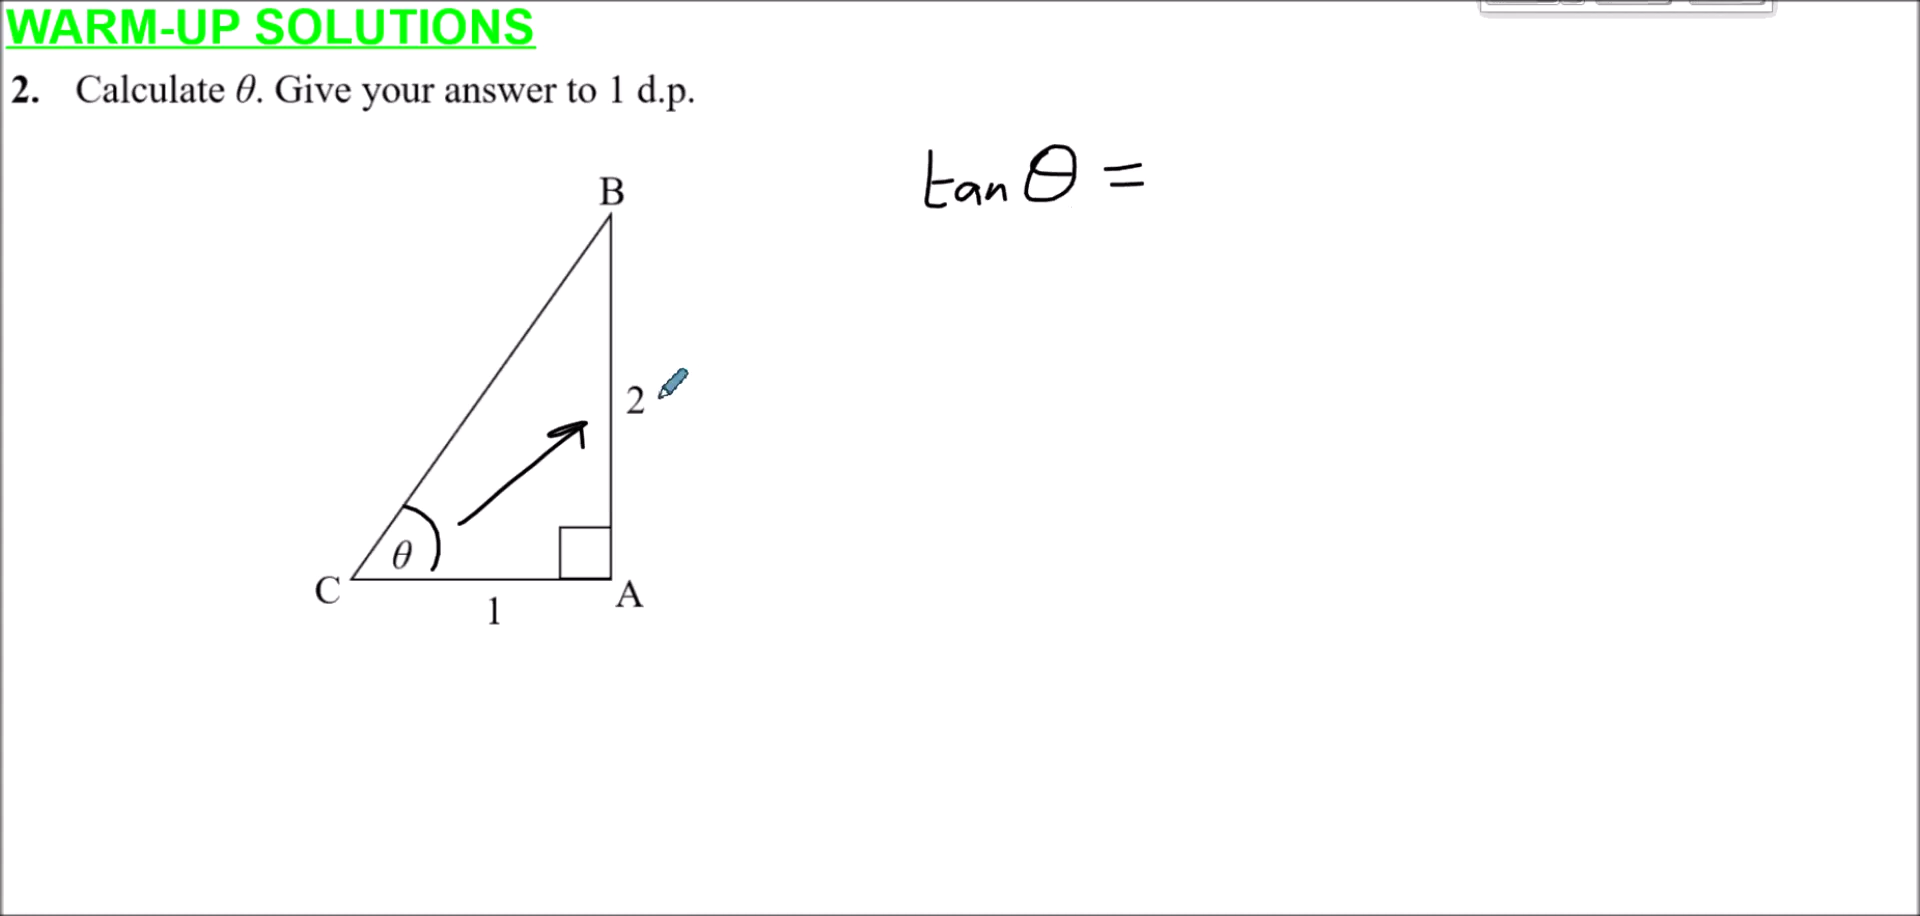 WARM-UP SOLUTIONS
2. Calculate θ. Give your answer to 1 d.p.
tan θ =
B
2
θ
C
A
1